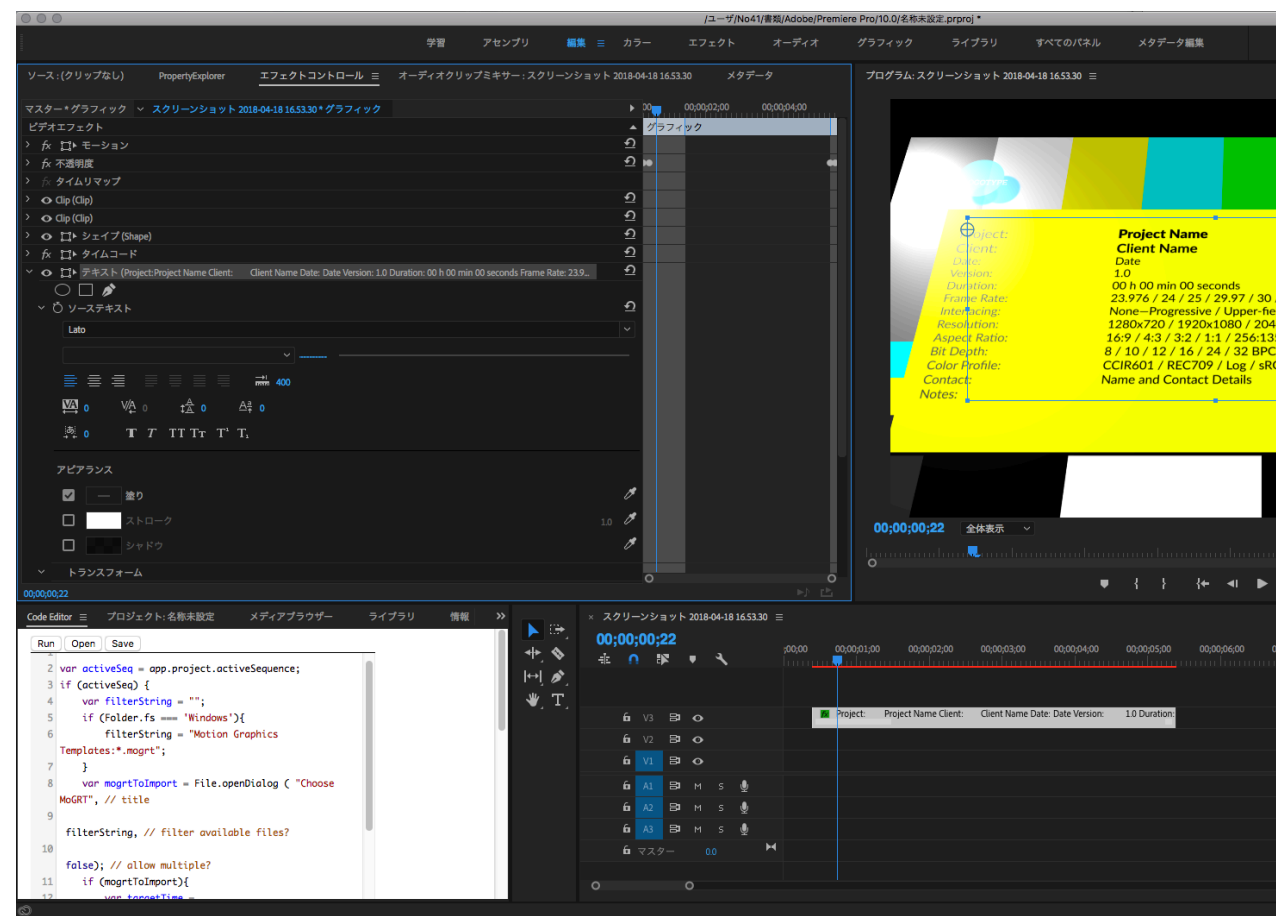 /ユーザ/No41/書類/Adobe/Premiere Pro/10.0/名称未設定.prproj *
学習 アセンブリ 編集 カラー エフェクト オーディオ グラフィック ライブラリ すべてのパネル メタデータ編集
ソース : (クリップなし) PropertyExplorer エフェクトコントロール オーディオクリップミキサー : スクリーンショット 2018-04-18 16.53.30 メタデータ
プログラム: スクリーンショット 2018-04-18 16.53.30
マスター * グラフィック スクリーンショット 2018-04-18 16.53.30 * グラフィック
00; 00;00;02;00 00;00;04;00
ビデオエフェクト
グラフィック
fx モーション
fx 不透明度
fx タイムリマップ
Clip (Clip)
Clip (Clip)
シェイプ (Shape)
fx タイムコード
テキスト (Project:Project Name Client: Client Name Date: Date Version: 1.0 Duration: 00 h 00 min 00 seconds Frame Rate: 23.9...
ソーステキスト
Lato
400
VA 0 VA 0 0 0
0 T T TT Tт T¹ T₁
アピアランス
塗り
ストローク 1.0
シャドウ
トランスフォーム
00;00;00;22
Project: Project Name
Client: Client Name
Date: Date
Version: 1.0
Duration: 00 h 00 min 00 seconds
Frame Rate: 23.976 / 24 / 25 / 29.97 / 30
Interlacing: None—Progressive / Upper-fie
Resolution: 1280x720 / 1920x1080 / 204
Aspect Ratio: 16:9 / 4:3 / 3:2 / 1:1 / 256:135
Bit Depth: 8 / 10 / 12 / 16 / 24 / 32 BPC
Color Profile: CCIR601 / REC709 / Log / sRG
Contact: Name and Contact Details
Notes:
00;00;00;22 全体表示
Code Editor プロジェクト: 名称未設定 メディアブラウザー ライブラリ 情報
Run Open Save
2 var activeSeq = app.project.activeSequence;
3 if (activeSeq) {
4 var filterString = "";
5 if (Folder.fs === 'Windows'){
6 filterString = "Motion Graphics
Templates:*.mogrt";
7 }
8 var mogrtToImport = File.openDialog ( "Choose
MoGRT", // title
9
filterString, // filter available files?
10
false); // allow multiple?
11 if (mogrtToImport){
12 var targetTime =
スクリーンショット 2018-04-18 16.53.30
00;00;00;22
;00;00 00;00;01;00 00;00;02;00 00;00;03;00 00;00;04;00 00;00;05;00 00;00;06;00
V3 fx Project: Project Name Client: Client Name Date: Date Version: 1.0 Duration:
V2
V1
A1 M S
A2 M S
A3 M S
マスター 0.0